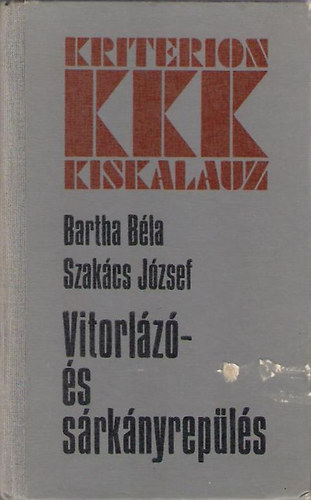 KRITERION
KKK
KISKALAUZ
Bartha Béla
Szakács József
Vitorlázó-
és
sárkányrepülés